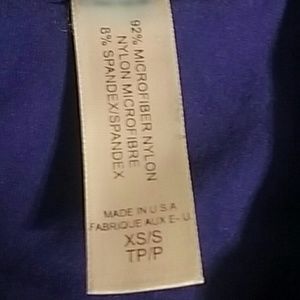 92% MICROFIBER NYLON
NYLON MICROFIBRE
8% SPANDEX/SPANDEX
MADE IN U.S.A
FABRIQUE AUX E-U.
XS/S
TP/P